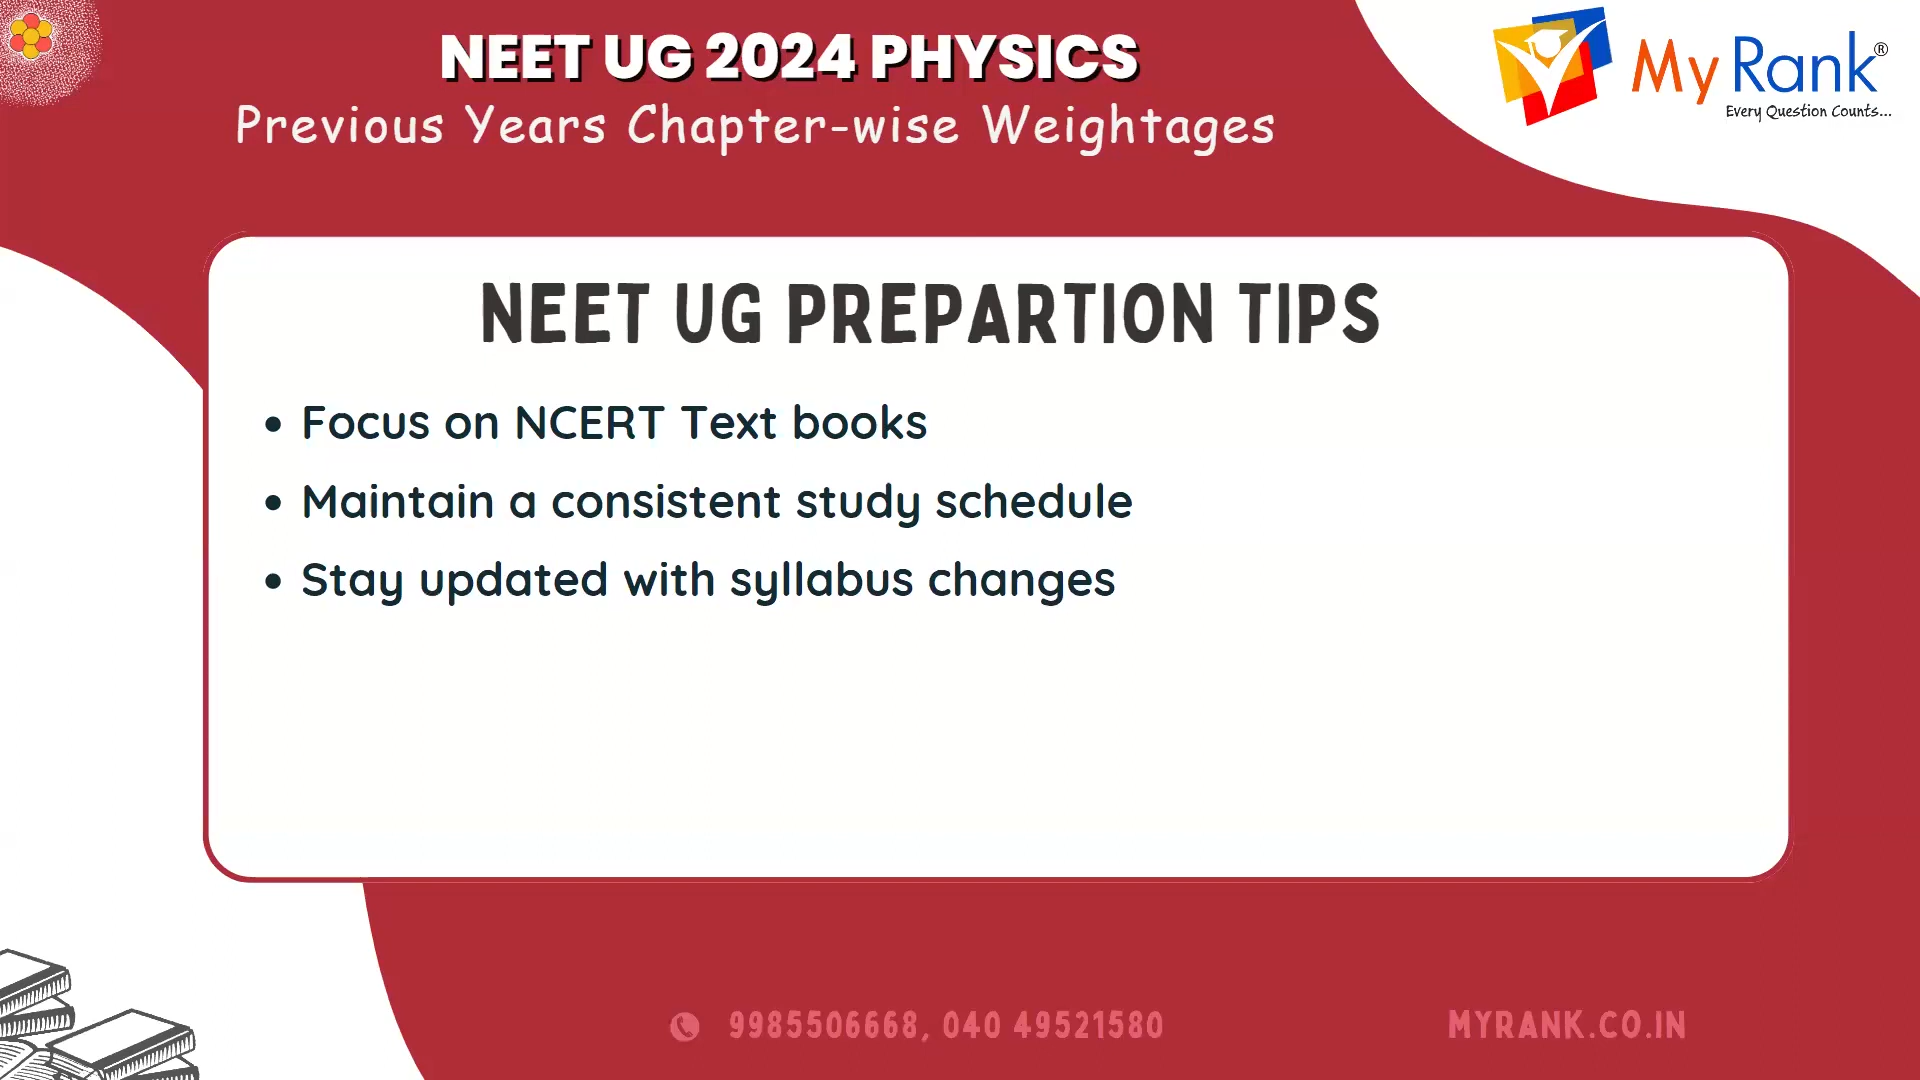 NEET UG 2024 PHYSICS
Previous Years Chapter-wise Weightages
My Rank®
Every Question Counts...
NEET UG PREPARTION TIPS
• Focus on NCERT Text books
• Maintain a consistent study schedule
• Stay updated with syllabus changes
9985506668, 040 49521580
MYRANK.CO.IN